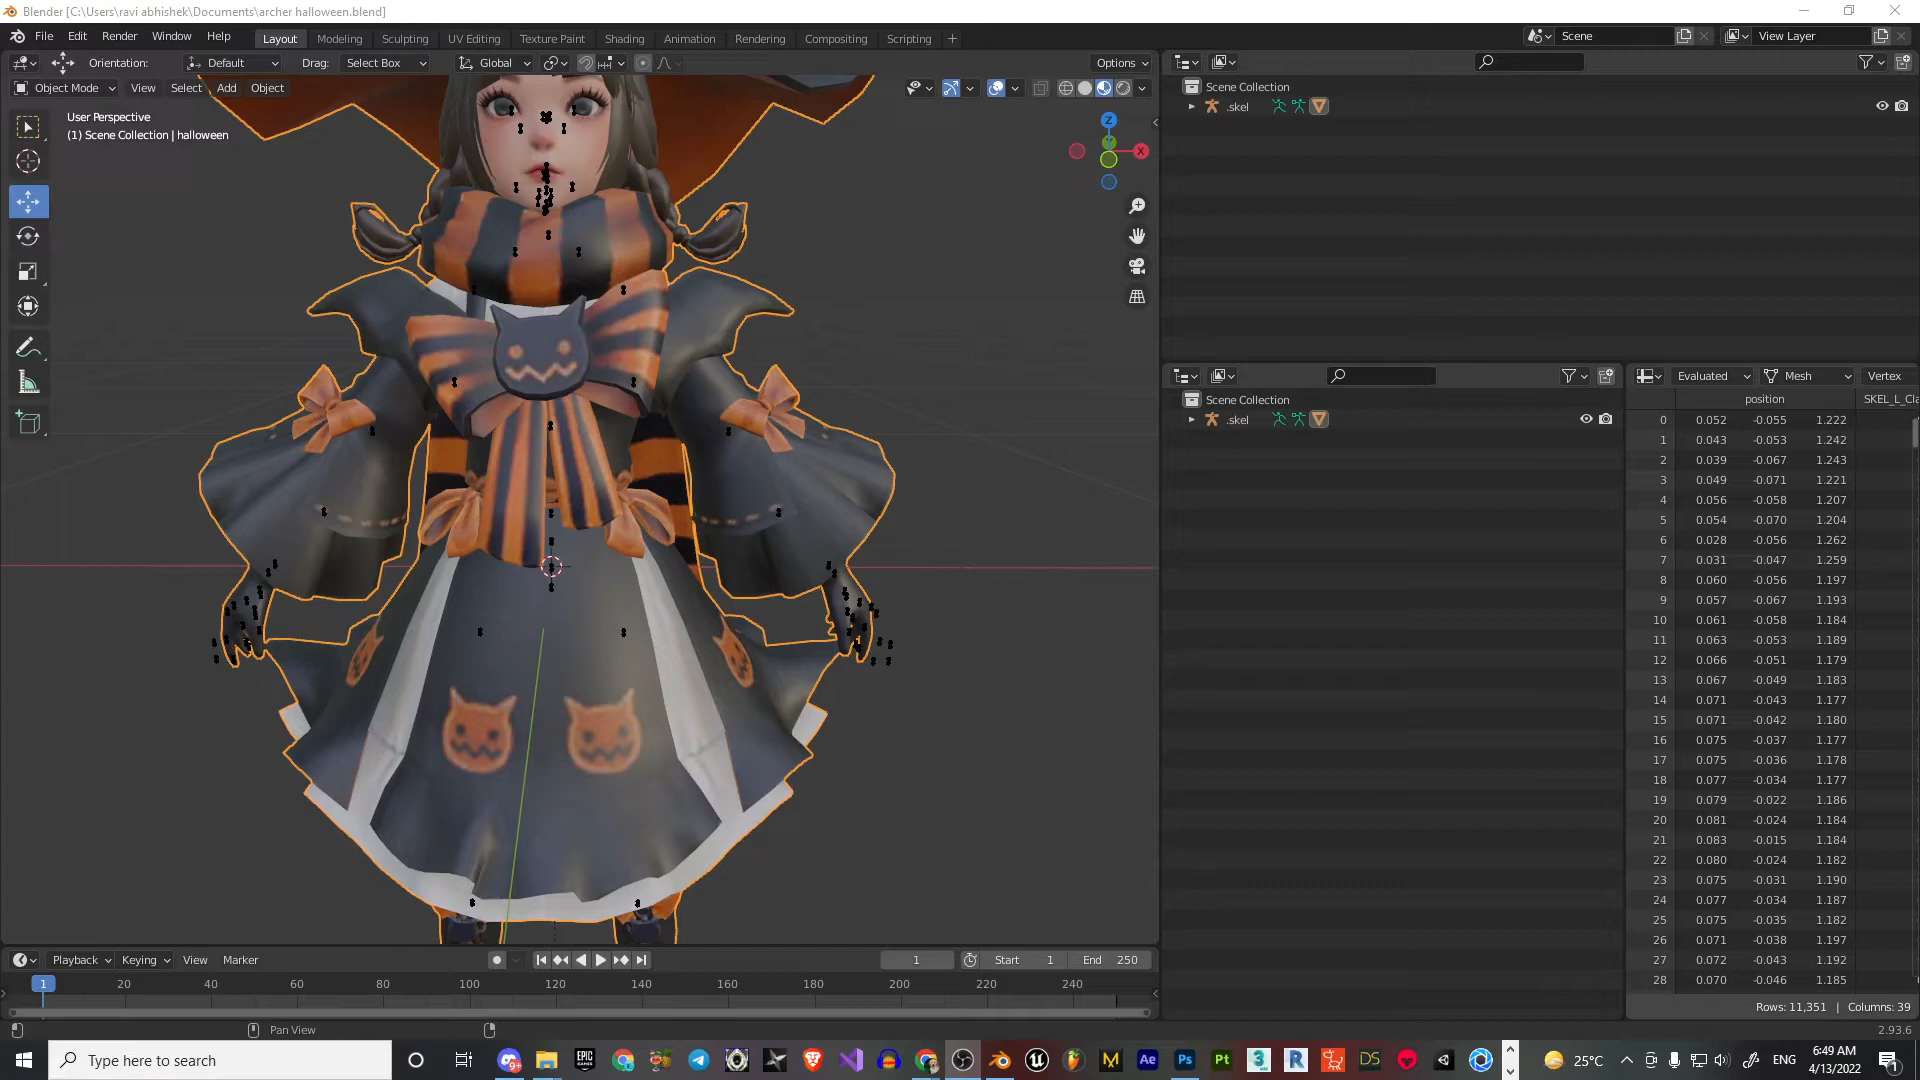 Blender [C:\Users\ravi abhishek\Documents\archer halloween.blend]
File Edit Render Window Help Layout Modeling Sculpting UV Editing Texture Paint Shading Animation Rendering Compositing Scripting + Scene View Layer
Orientation: Default Drag: Select Box Global Options
Object Mode View Select Add Object
User Perspective
(1) Scene Collection | halloween
Z
X
Scene Collection
.skel
Scene Collection
.skel
Evaluated Mesh Vertex
position SKEL_L_Cla
0 0.052 -0.055 1.222
1 0.043 -0.053 1.242
2 0.039 -0.067 1.243
3 0.049 -0.071 1.221
4 0.056 -0.058 1.207
5 0.054 -0.070 1.204
6 0.028 -0.056 1.262
7 0.031 -0.047 1.259
8 0.060 -0.056 1.197
9 0.057 -0.067 1.193
10 0.061 -0.058 1.184
11 0.063 -0.053 1.189
12 0.066 -0.051 1.179
13 0.067 -0.049 1.183
14 0.071 -0.043 1.177
15 0.071 -0.042 1.180
16 0.075 -0.037 1.177
17 0.075 -0.036 1.178
18 0.077 -0.034 1.177
19 0.079 -0.022 1.186
20 0.081 -0.024 1.184
21 0.083 -0.015 1.184
22 0.080 -0.024 1.182
23 0.075 -0.031 1.190
24 0.077 -0.034 1.187
25 0.075 -0.035 1.182
26 0.071 -0.038 1.197
27 0.072 -0.043 1.192
28 0.070 -0.046 1.185
Rows: 11,351 | Columns: 39
Playback Keying View Marker 1 Start 1 End 250
1 20 40 60 80 100 120 140 160 180 200 220 240
Pan View
2.93.6
Type here to search
9+
EPIC GAMES
M Ae Ps Pt 3 R DS
25°C
ENG
6:49 AM
4/13/2022
1